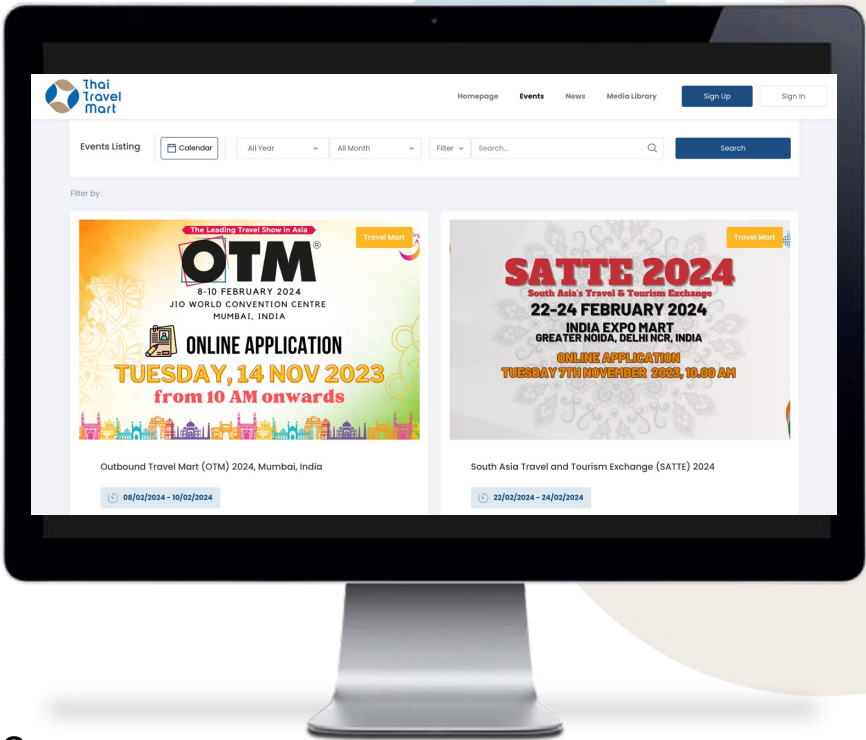 Thai
Travel
Mart
Homepage
Events
News
Media Library
Sign Up
Sign In
Events Listing
Calendar
All Year
All Month
Filter
Search...
Search
Filter by :
The Leading Travel Show in Asia
Travel Mart
OTM®
8-10 FEBRUARY 2024
JIO WORLD CONVENTION CENTRE
MUMBAI, INDIA
ONLINE APPLICATION
TUESDAY, 14 NOV 2023
from 10 AM onwards
Outbound Travel Mart (OTM) 2024, Mumbai, India
08/02/2024 - 10/02/2024
Travel Mart
SATTE 2024
South Asia's Travel & Tourism Exchange
22-24 FEBRUARY 2024
INDIA EXPO MART
GREATER NOIDA, DELHI NCR, INDIA
ONLINE APPLICATION
TUESDAY 7TH NOVEMBER 2023, 10.00 AM
South Asia Travel and Tourism Exchange (SATTE) 2024
22/02/2024 - 24/02/2024